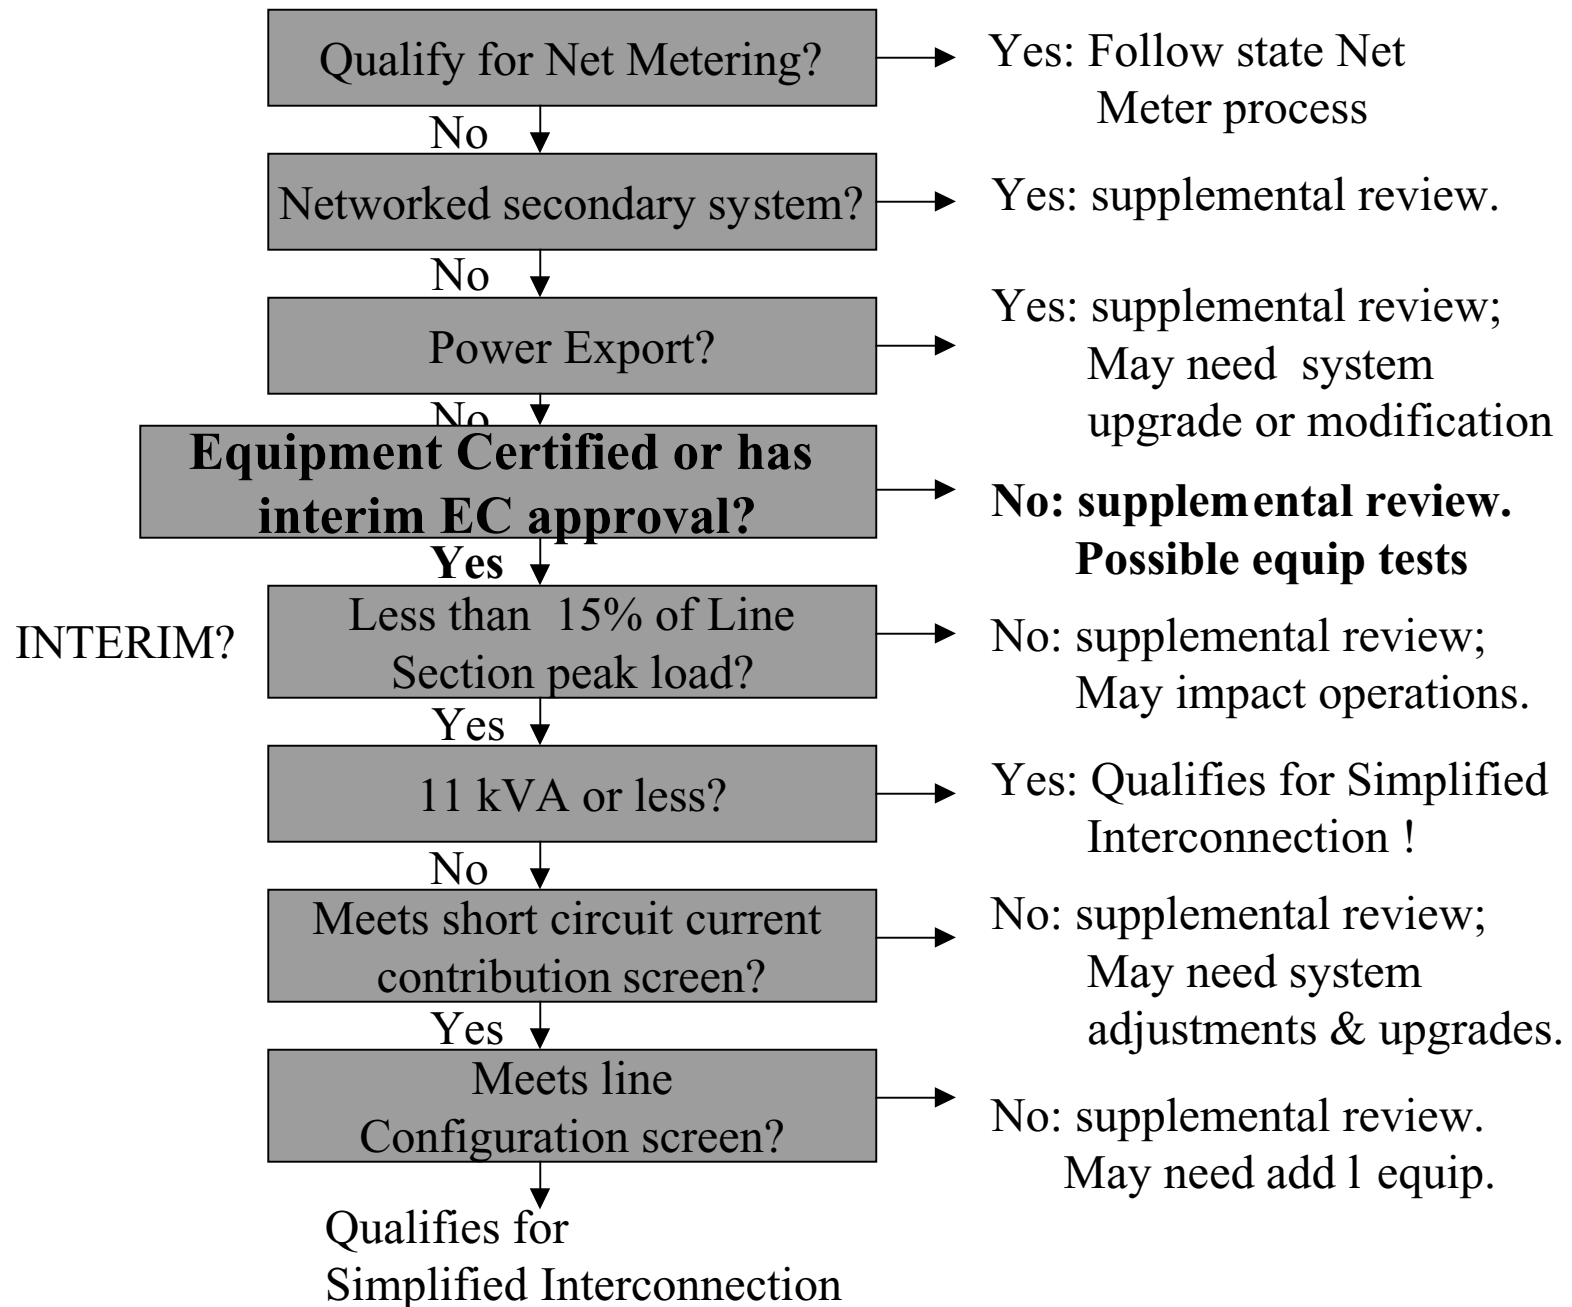 Qualify for Net Metering?
Yes: Follow state Net
Meter process
No
Networked secondary system?
Yes: supplemental review.
No
Power Export?
Yes: supplemental review;
May need system
upgrade or modification
No
Equipment Certified or has
interim EC approval?
No: supplemental review.
Possible equip tests
Yes
INTERIM?
Less than 15% of Line
Section peak load?
No: supplemental review;
May impact operations.
Yes
11 kVA or less?
Yes: Qualifies for Simplified
Interconnection !
No
Meets short circuit current
contribution screen?
No: supplemental review;
May need system
adjustments & upgrades.
Yes
Meets line
Configuration screen?
No: supplemental review.
May need add l equip.
Qualifies for
Simplified Interconnection